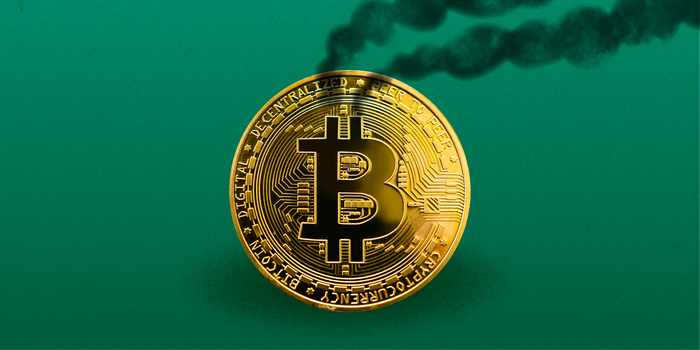 BITCOIN * DIGITAL * DECENTRALIZED * PEER TO PEER *
CRYPTOCURRENCY *
B